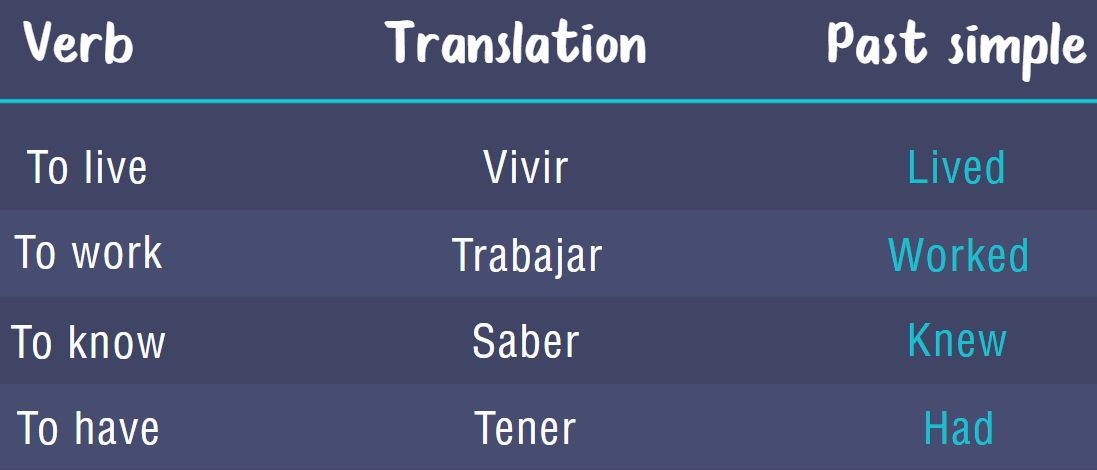 Verb Translation Past simple
To live Vivir Lived
To work Trabajar Worked
To know Saber Knew
To have Tener Had